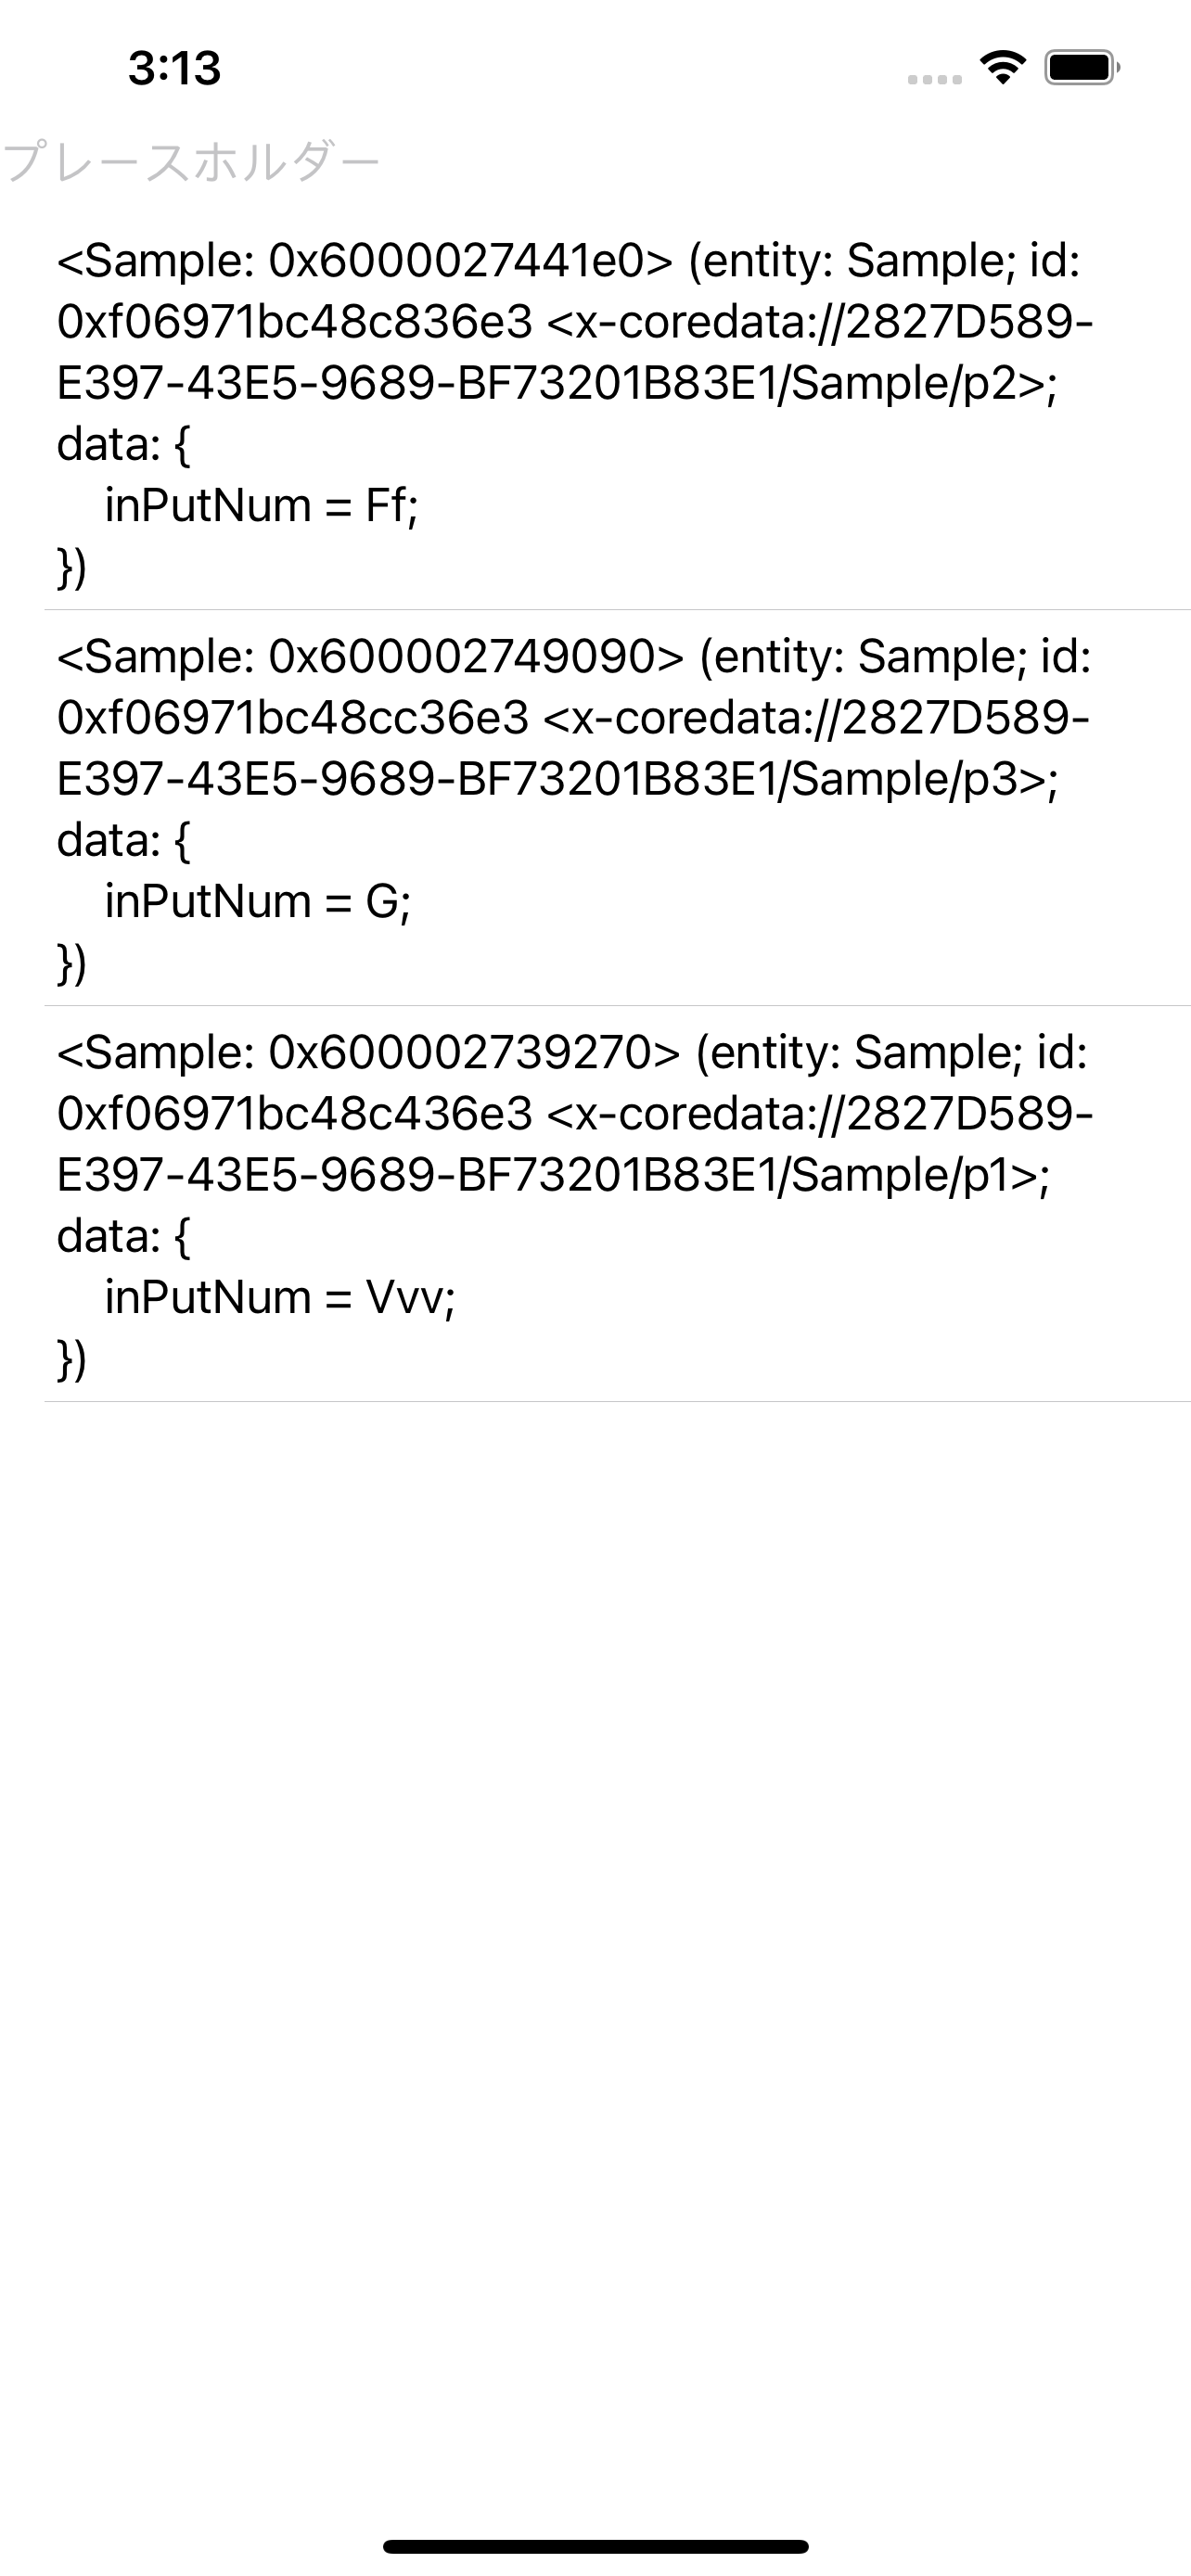 3:13
プレースホルダー
<Sample: 0x6000027441e0> (entity: Sample; id:
0xf06971bc48c836e3 <x-coredata://2827D589-
E397-43E5-9689-BF73201B83E1/Sample/p2>;
data: {
    inPutNum = Ff;
})
<Sample: 0x600002749090> (entity: Sample; id:
0xf06971bc48cc36e3 <x-coredata://2827D589-
E397-43E5-9689-BF73201B83E1/Sample/p3>;
data: {
    inPutNum = G;
})
<Sample: 0x600002739270> (entity: Sample; id:
0xf06971bc48c436e3 <x-coredata://2827D589-
E397-43E5-9689-BF73201B83E1/Sample/p1>;
data: {
    inPutNum = Vvv;
})